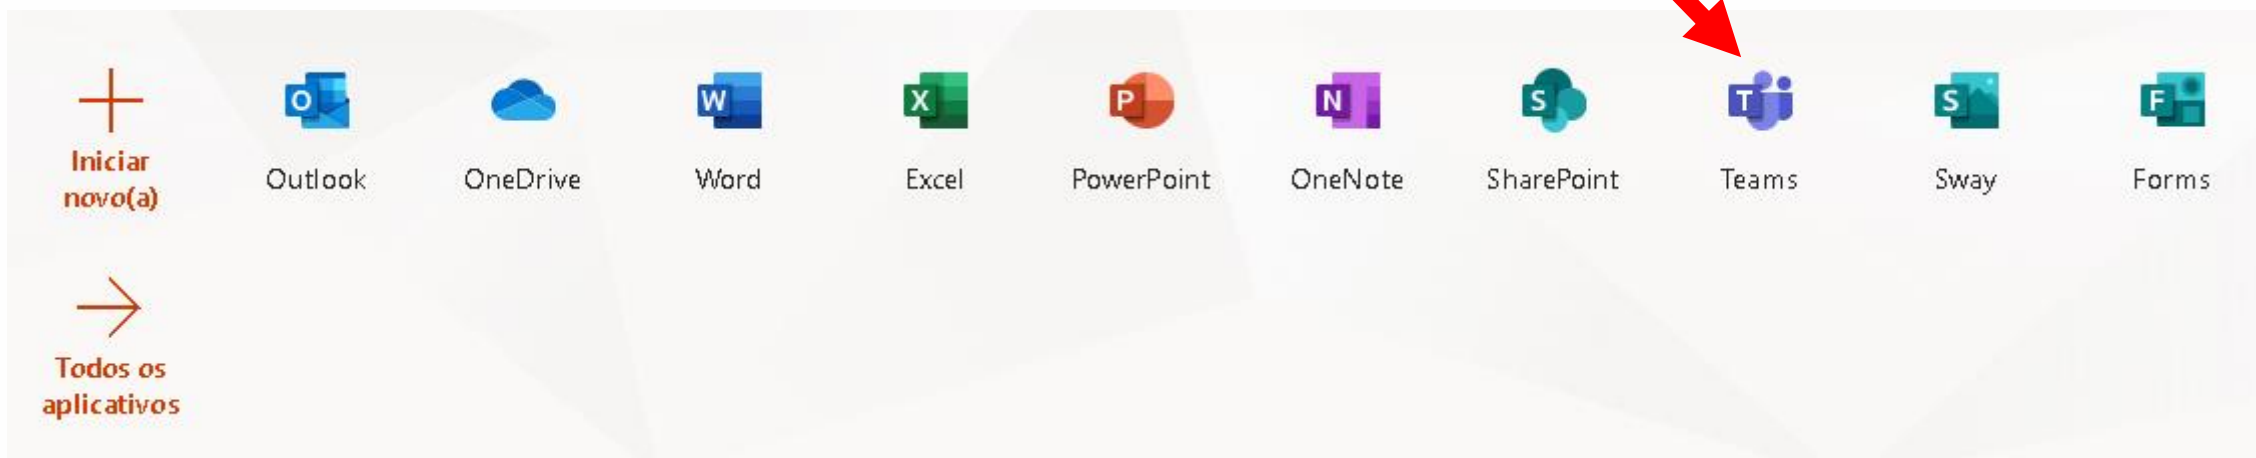 Iniciar
novo(a)
O
Outlook
OneDrive
W
Word
X
Excel
P
PowerPoint
N
OneNote
S
SharePoint
T
Teams
S
Sway
F
Forms
Todos os
aplicativos